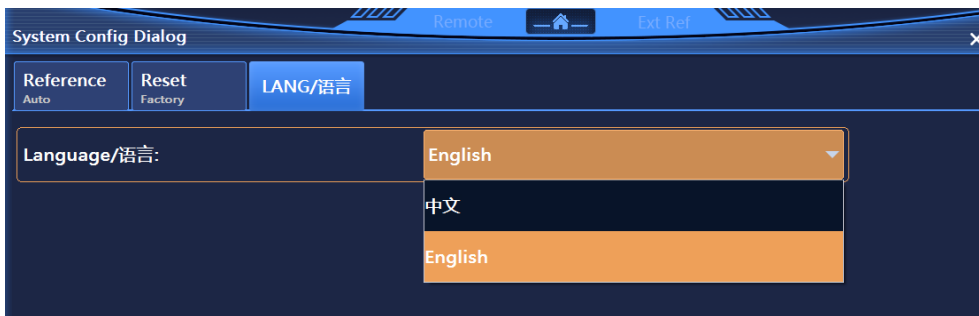 Remote Ext Ref
System Config Dialog
Reference Reset LANG/语言
Auto Factory
Language/语言: English
中文
English